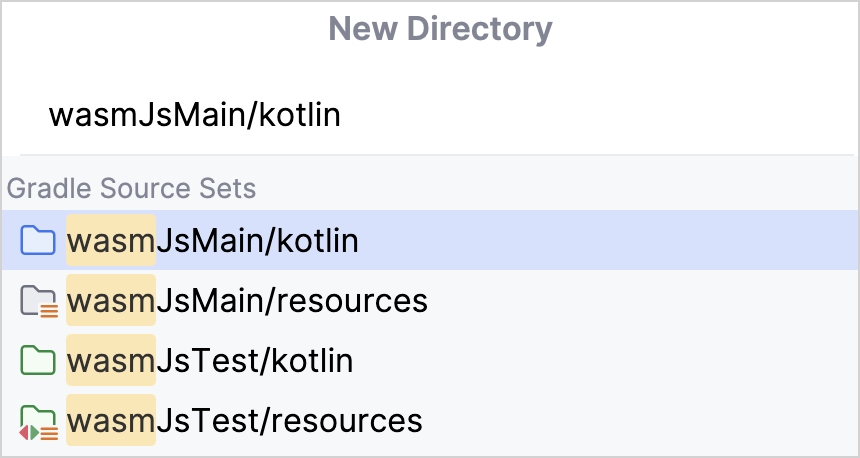 New Directory
wasmJsMain/kotlin
Gradle Source Sets
wasmJsMain/kotlin
wasmJsMain/resources
wasmJsTest/kotlin
wasmJsTest/resources